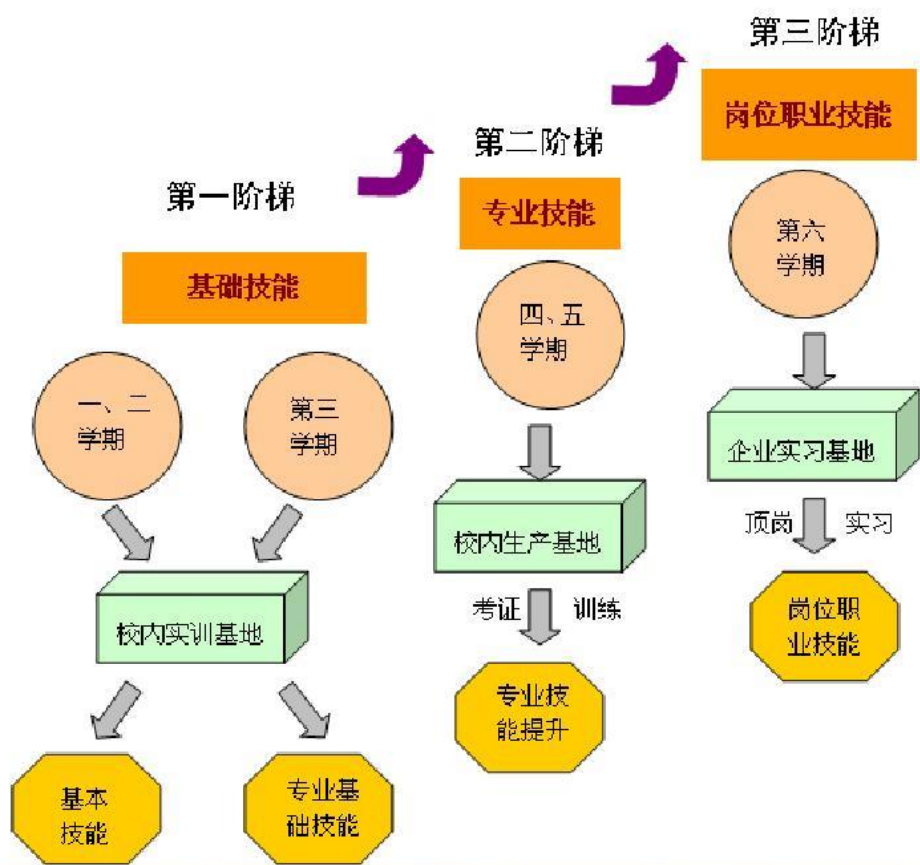 第一阶梯
基础技能
一、二
学期
第三
学期
校内实训基地
基本
技能
专业基
础技能
第二阶梯
专业技能
四、五
学期
校内生产基地
考证 训练
专业技
能提升
第三阶梯
岗位职业技能
第六
学期
企业实习基地
顶岗 实习
岗位职
业技能